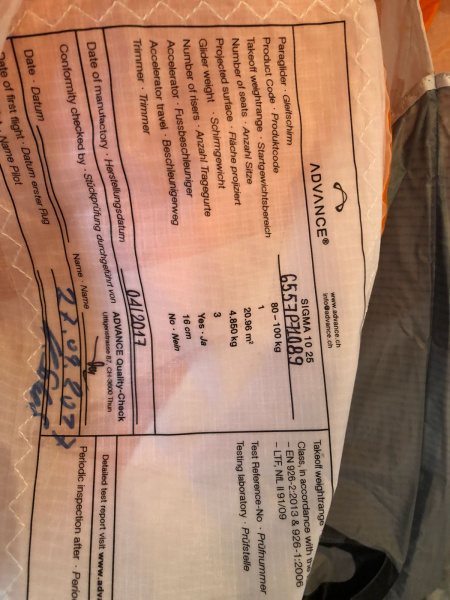 ADVANCE®
www.advance.ch
info@advance.ch
Paraglider · Gleitschirm SIGMA 10 25
Product Code · Produktcode
Takeoff weightrange · Startgewichtsbereich 80 – 100 kg
Number of seats · Anzahl Sitze 1
Projected surface · Fläche projiziert 20.96 m²
Glider weight · Schirmgewicht 4,850 kg
Number of risers · Anzahl Tragegurte 3
Accelerator · Fussbeschleuniger Yes · Ja
Accelerator travel · Beschleunigerweg 16 cm
Trimmer · Trimmer No · Nein
Date of manufactory · Herstellungsdatum 04/2017
Conformity checked by · Stückprüfung durchgeführt von ADVANCE Quality-Check
Uttigenstrasse 87, CH-3600 Thun
Date · Datum Name · Name
Date of first flight · Datum erster Flug
Name Pilot
Takeoff weightrange
Class, in accordance with
– EN 926-2:2013 & 926-1:2006
– LTF, NfL II 91/09
Test Reference-No · Prüfnummer
Testing laboratory · Prüfstelle
Detailed test report visit www.adv
Periodic inspection after ·